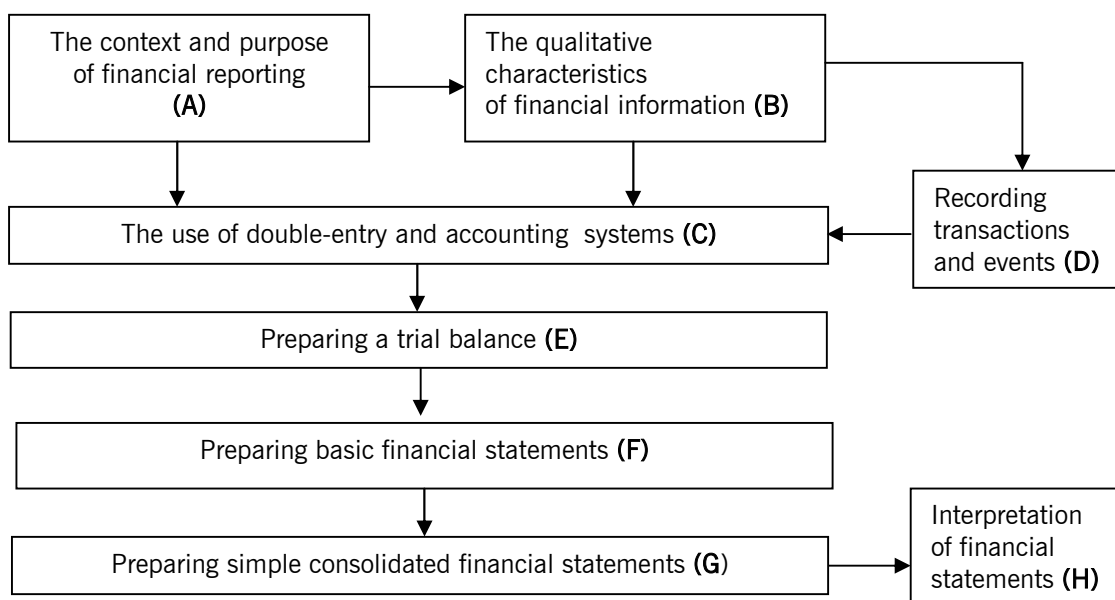 The context and purpose
of financial reporting
(A)
The qualitative
characteristics
of financial information (B)
Recording
transactions
and events (D)
The use of double-entry and accounting systems (C)
Preparing a trial balance (E)
Preparing basic financial statements (F)
Preparing simple consolidated financial statements (G)
Interpretation
of financial
statements (H)